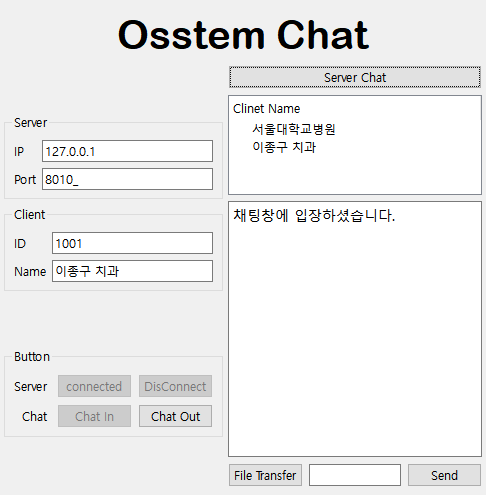 Osstem Chat
Server Chat
Server
IP 127.0.0.1
Port 8010_
Client
ID 1001
Name 이종구 치과
Button
Server connected DisConnect
Chat Chat In Chat Out
Clinet Name
서울대학교병원
이종구 치과
채팅창에 입장하셨습니다.
File Transfer Send